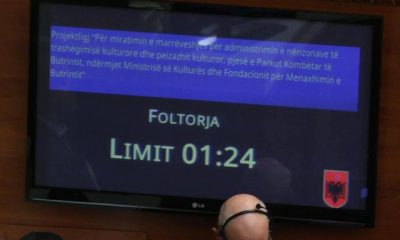 Projektligj "Për miratimin e marrëveshjes për administrimin e nënzonave të
trashëgimisë kulturore dhe peizazhit kulturor, pjesë e Parkut Kombëtar të
Butrintit, ndërmjet Ministrisë së Kulturës dhe Fondacionit për Menaxhimin e
Butrintit"
FOLTORJA
LIMIT 01:24
LG